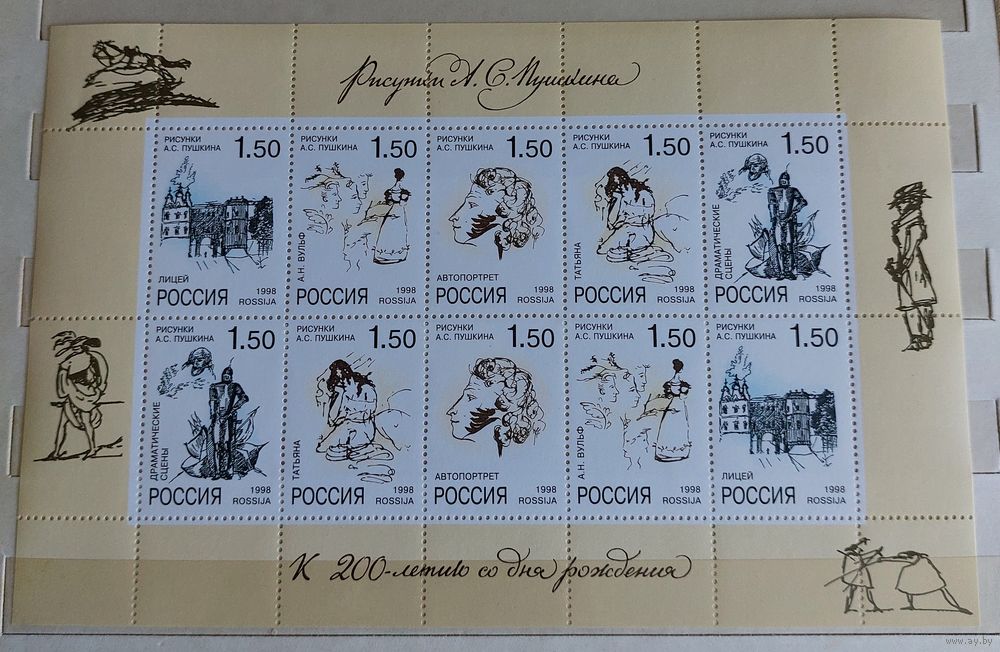 Рисунки А. С. Пушкина
РИСУНКИ
А.С. ПУШКИНА 1.50
ЛИЦЕЙ
РОССИЯ 1998
ROSSIJA
РИСУНКИ
А.С. ПУШКИНА 1.50
А.Н. ВУЛЬФ
РОССИЯ 1998
ROSSIJA
РИСУНКИ
А.С. ПУШКИНА 1.50
АВТОПОРТРЕТ
РОССИЯ 1998
ROSSIJA
РИСУНКИ
А.С. ПУШКИНА 1.50
ТАТЬЯНА
РОССИЯ 1998
ROSSIJA
РИСУНКИ
А.С. ПУШКИНА 1.50
ДРАМАТИЧЕСКИЕ
СЦЕНЫ
РОССИЯ 1998
ROSSIJA
РИСУНКИ
А.С. ПУШКИНА 1.50
ДРАМАТИЧЕСКИЕ
СЦЕНЫ
РОССИЯ 1998
ROSSIJA
РИСУНКИ
А.С. ПУШКИНА 1.50
ТАТЬЯНА
РОССИЯ 1998
ROSSIJA
РИСУНКИ
А.С. ПУШКИНА 1.50
АВТОПОРТРЕТ
РОССИЯ 1998
ROSSIJA
РИСУНКИ
А.С. ПУШКИНА 1.50
А.Н. ВУЛЬФ
РОССИЯ 1998
ROSSIJA
РИСУНКИ
А.С. ПУШКИНА 1.50
ЛИЦЕЙ
РОССИЯ 1998
ROSSIJA
К 200-летию со дня рождения
www.ay.by